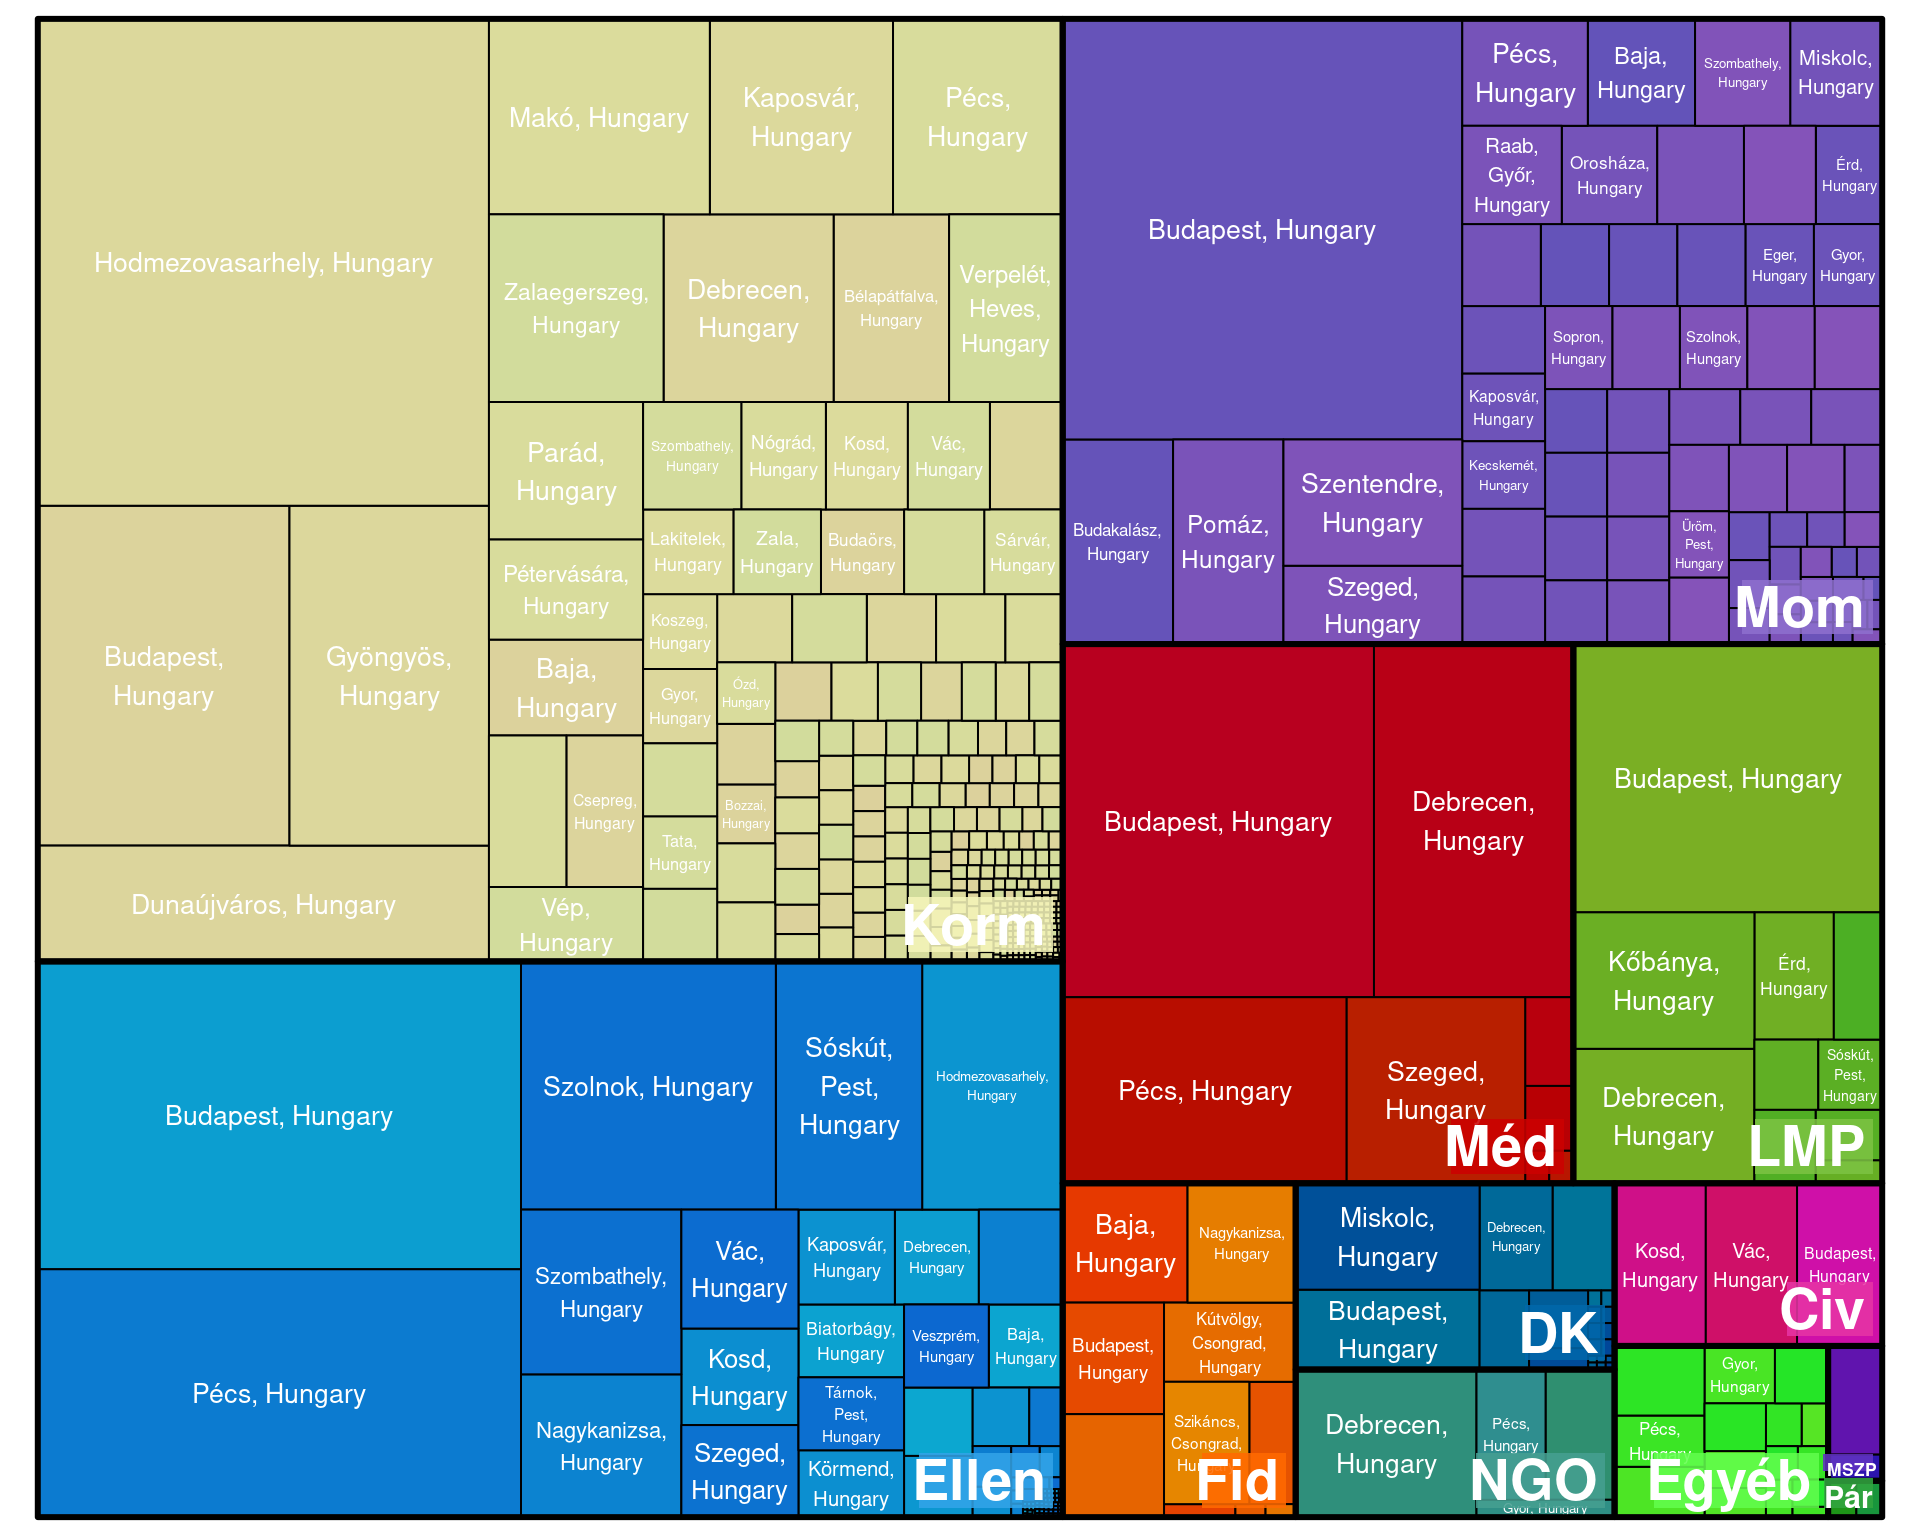 Hodmezovasarhely, Hungary
Budapest,
Hungary
Gyöngyös,
Hungary
Dunaújváros, Hungary
Makó, Hungary
Kaposvár,
Hungary
Pécs,
Hungary
Zalaegerszeg,
Hungary
Debrecen,
Hungary
Bélapátfalva,
Hungary
Verpelét,
Heves,
Hungary
Parád,
Hungary
Pétervására,
Hungary
Baja,
Hungary
Csepreg,
Hungary
Vép,
Hungary
Szombathely,
Hungary
Nógrád,
Hungary
Kosd,
Hungary
Vác,
Hungary
Lakitelek,
Hungary
Zala,
Hungary
Budaörs,
Hungary
Sárvár,
Hungary
Koszeg,
Hungary
Gyor,
Hungary
Tata,
Hungary
Ózd,
Hungary
Bozzai,
Hungary
Korm
Budapest, Hungary
Budakalász,
Hungary
Pomáz,
Hungary
Szentendre,
Hungary
Szeged,
Hungary
Pécs,
Hungary
Baja,
Hungary
Szombathely,
Hungary
Miskolc,
Hungary
Raab,
Győr,
Hungary
Orosháza,
Hungary
Érd,
Hungary
Eger,
Hungary
Gyor,
Hungary
Sopron,
Hungary
Szolnok,
Hungary
Kaposvár,
Hungary
Kecskemét,
Hungary
Üröm,
Pest,
Hungary
Mom
Budapest, Hungary
Pécs, Hungary
Szolnok, Hungary
Sóskút,
Pest,
Hungary
Hodmezovasarhely,
Hungary
Szombathely,
Hungary
Nagykanizsa,
Hungary
Vác,
Hungary
Kosd,
Hungary
Szeged,
Hungary
Kaposvár,
Hungary
Debrecen,
Hungary
Biatorbágy,
Hungary
Veszprém,
Hungary
Baja,
Hungary
Tárnok,
Pest,
Hungary
Körmend,
Hungary
Ellen
Budapest, Hungary
Debrecen,
Hungary
Pécs, Hungary
Szeged,
Hungary
Méd
Budapest, Hungary
Kőbánya,
Hungary
Érd,
Hungary
Debrecen,
Hungary
Sóskút,
Pest,
Hungary
LMP
Baja,
Hungary
Nagykanizsa,
Hungary
Budapest,
Hungary
Kútvölgy,
Csongrad,
Hungary
Szikáncs,
Csongrad,
Hungary
Fid
Miskolc,
Hungary
Debrecen,
Hungary
Budapest,
Hungary
DK
Debrecen,
Hungary
Pécs,
Hungary
Gyor, Hungary
NGO
Kosd,
Hungary
Vác,
Hungary
Budapest,
Hungary
Civ
Gyor,
Hungary
Pécs,
Hungary
Egyéb
MSZP
Pár